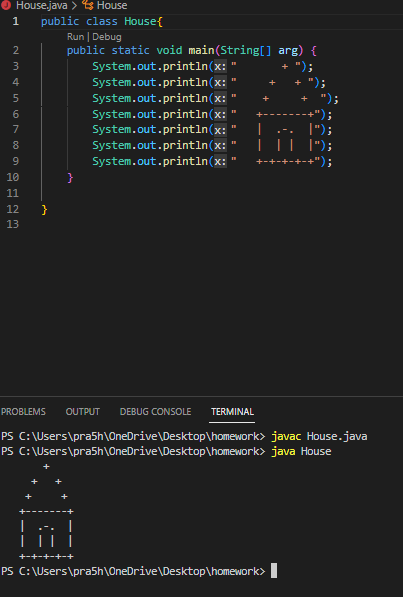 House.java > House
1 public class House{
Run | Debug
2     public static void main(String[] arg) {
3         System.out.println(x:"       + ");
4         System.out.println(x:"     +   + ");
5         System.out.println(x:"    +     +  ");
6         System.out.println(x:"   +-------+");
7         System.out.println(x:"   |  .-.  |");
8         System.out.println(x:"   |  | |  |");
9         System.out.println(x:"   +-+-+-+-+");
10     }
11
12 }
13
PROBLEMS OUTPUT DEBUG CONSOLE TERMINAL
PS C:\Users\pra5h\OneDrive\Desktop\homework> javac House.java
PS C:\Users\pra5h\OneDrive\Desktop\homework> java House
       +
     +   +
    +     +
   +-------+
   |  .-.  |
   |  | |  |
   +-+-+-+-+
PS C:\Users\pra5h\OneDrive\Desktop\homework>